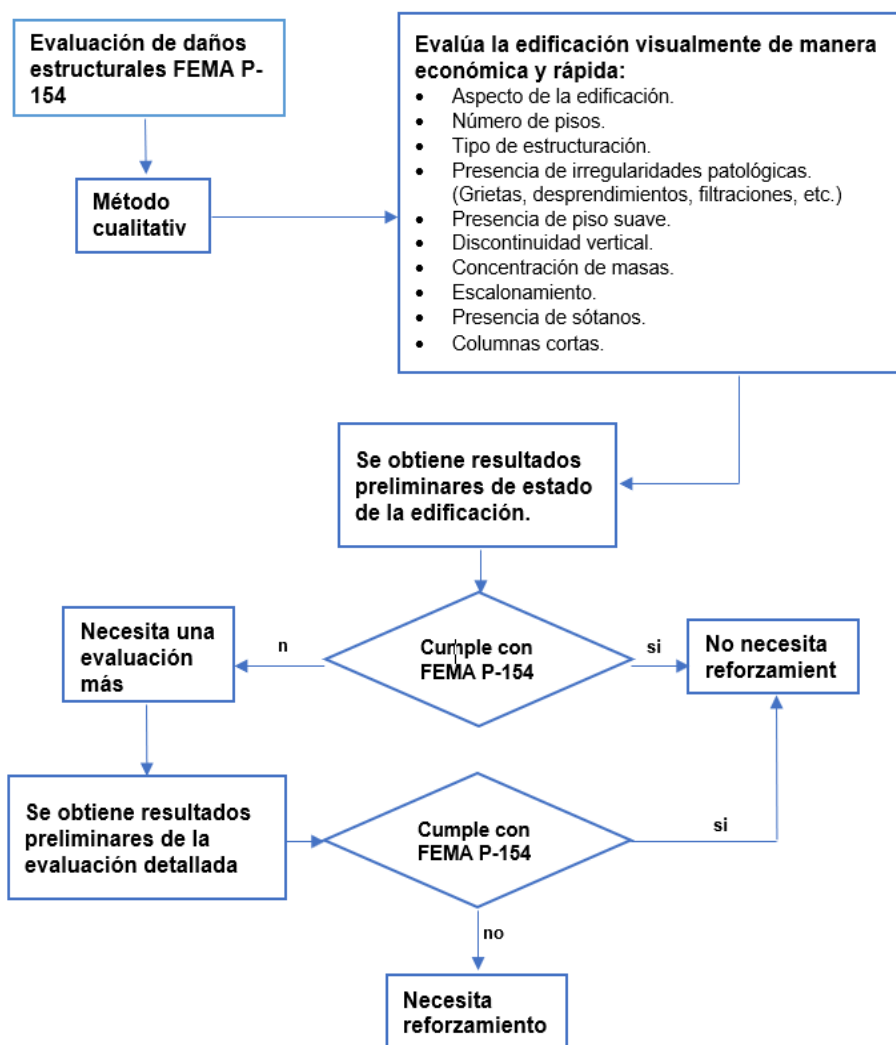 Evaluación de daños
estructurales FEMA P-
154
Evalúa la edificación visualmente de manera
económica y rápida:
• Aspecto de la edificación.
• Número de pisos.
• Tipo de estructuración.
• Presencia de irregularidades patológicas.
(Grietas, desprendimientos, filtraciones, etc.)
• Presencia de piso suave.
• Discontinuidad vertical.
• Concentración de masas.
• Escalonamiento.
• Presencia de sótanos.
• Columnas cortas.
Método
cualitativ
Se obtiene resultados
preliminares de estado
de la edificación.
Necesita una
evaluación
más
n
Cumple con
FEMA P-154
si
No necesita
reforzamient
Se obtiene resultados
preliminares de la
evaluación detallada
Cumple con
FEMA P-154
si
no
Necesita
reforzamiento